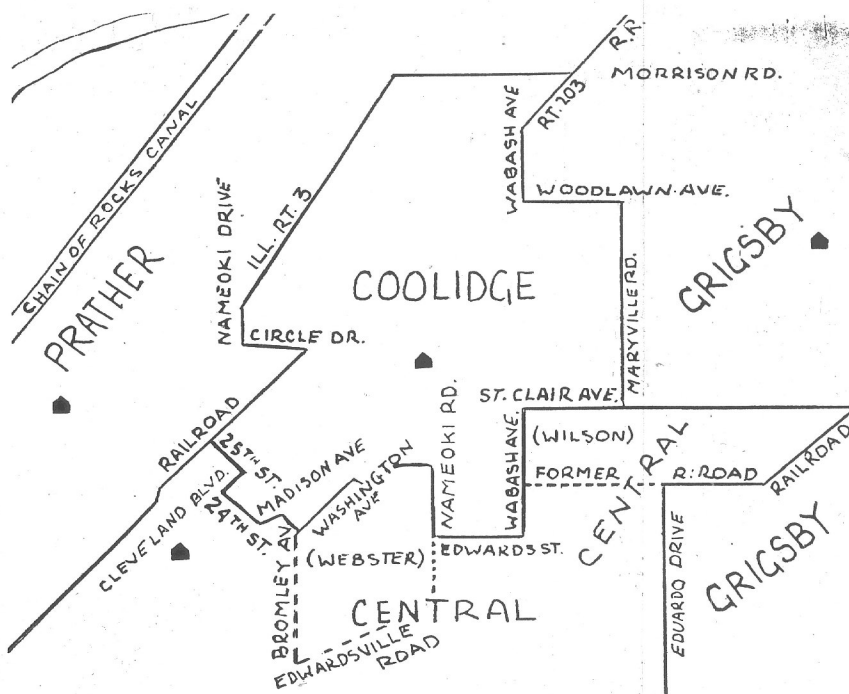 R.R.
MORRISON RD.
RT. 203
WABASH AVE
CHAIN OF ROCKS CANAL
NAMEOKI DRIVE
ILL. RT. 3
WOODLAWN AVE.
GRIGSBY
PRATHER
COOLIDGE
MARYVILLE RD.
CIRCLE DR.
NAMEOKI RD.
ST. CLAIR AVE.
RAILROAD
25TH ST.
MADISON AVE
WASHINGTON
AVE
WABASH AVE.
(WILSON)
CENTRAL
FORMER R. ROAD
RAILROAD
CLEVELAND BLVD.
24TH ST.
BROMLEY AV
(WEBSTER)
EDWARDS ST.
EDUARDO DRIVE
GRIGSBY
CENTRAL
EDWARDSVILLE
ROAD